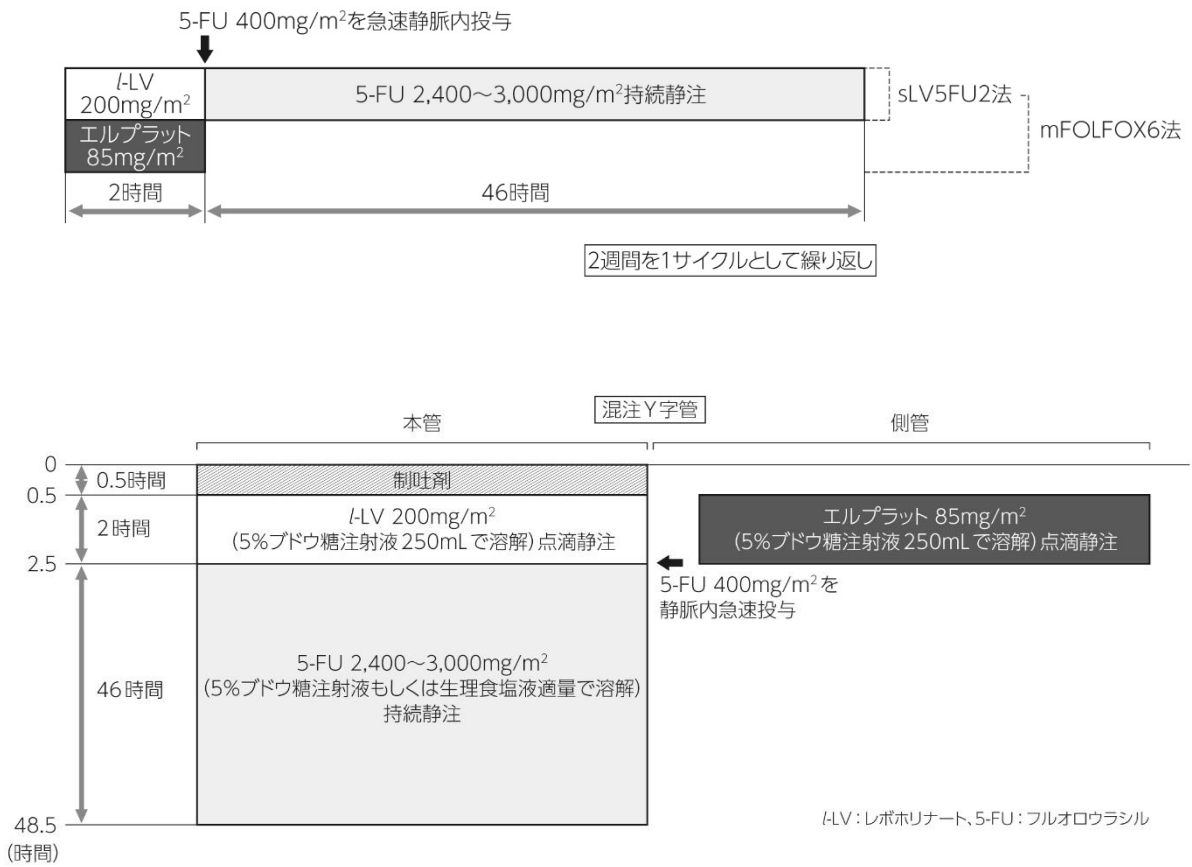 5-FU 400mg/m²を急速静脈内投与
l-LV
200mg/m²
5-FU 2,400～3,000mg/m²持続静注
sLV5FU2法
エルプラット
85mg/m²
mFOLFOX6法
2時間
46時間
2週間を1サイクルとして繰り返し
混注Y字管
本管
側管
0
0.5時間
制吐剤
0.5
2時間
l-LV 200mg/m²
(5%ブドウ糖注射液250mLで溶解)点滴静注
エルプラット 85mg/m²
(5%ブドウ糖注射液250mLで溶解)点滴静注
2.5
5-FU 400mg/m²を
静脈内急速投与
46時間
5-FU 2,400～3,000mg/m²
(5%ブドウ糖注射液もしくは生理食塩液適量で溶解)
持続静注
48.5
(時間)
l-LV：レボホリナート、5-FU：フルオロウラシル